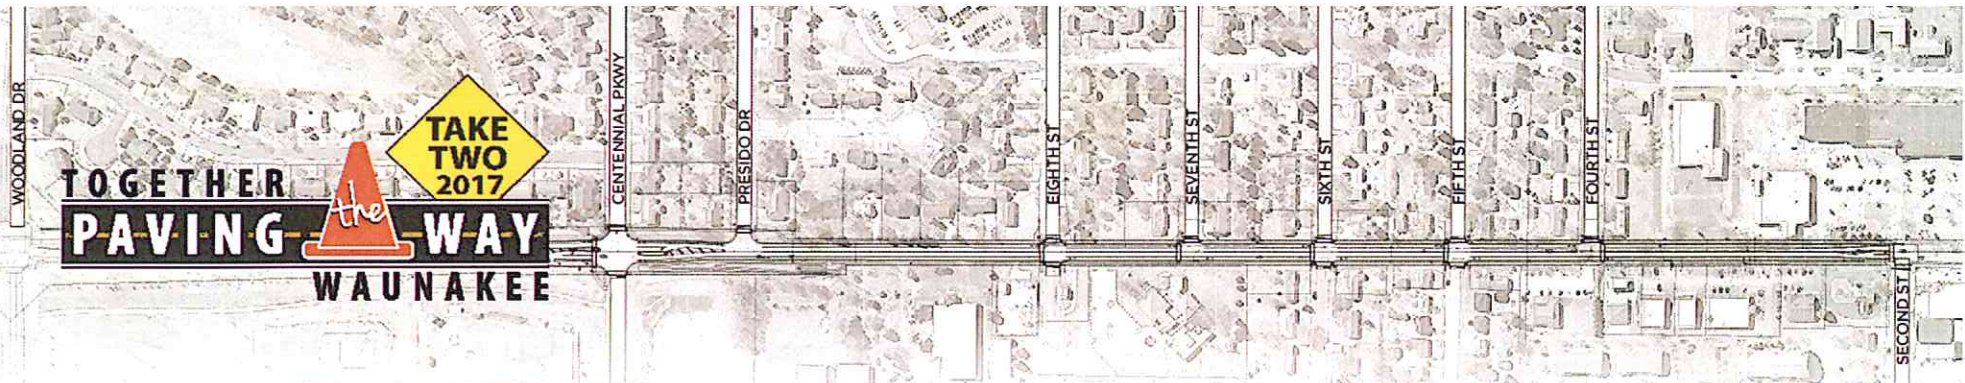 WOODLAND DR
TOGETHER
PAVING the WAY
WAUNAKEE
TAKE
TWO
2017
CENTENNIAL PKWY
PRESIDO DR
EIGHTH ST
SEVENTH ST
SIXTH ST
FIFTH ST
FOURTH ST
SECOND ST